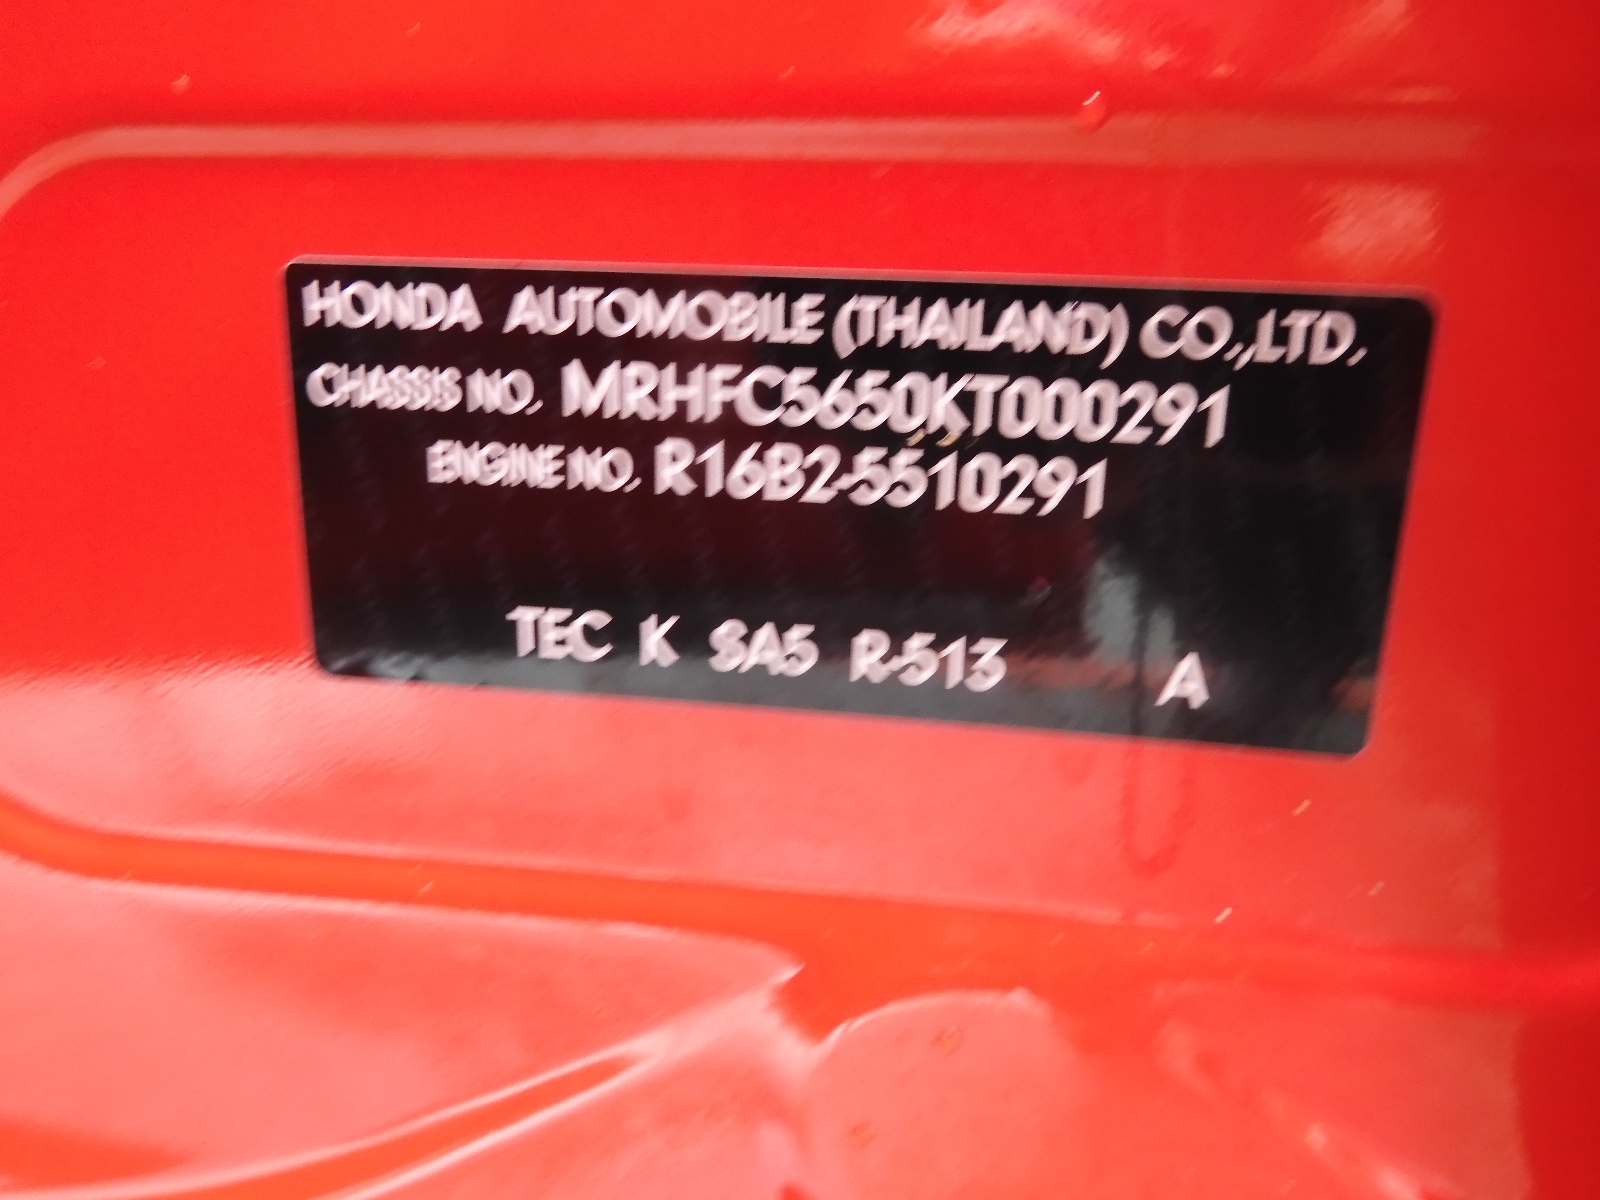 HONDA AUTOMOBILE (THAILAND) CO.,LTD.
CHASSIS NO. MRHFC5650KT000291
ENGINE NO. R16B2-5510291
TEC K SA5 R-513 A